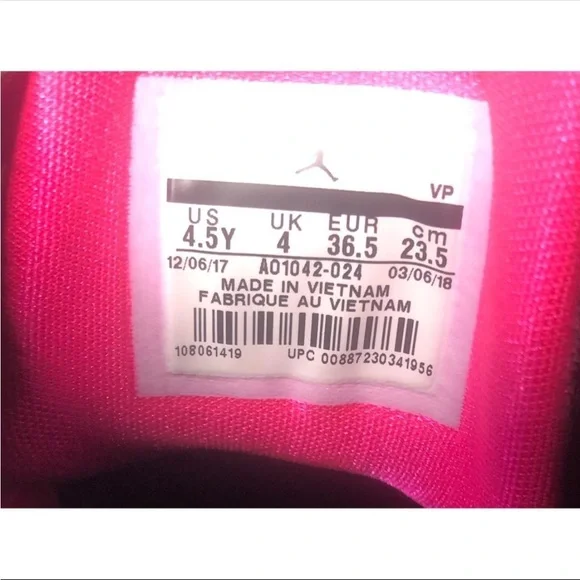 VP
US UK EUR cm
4.5Y 4 36.5 23.5
12/06/17 AO1042-024 03/06/18
MADE IN VIETNAM
FABRIQUE AU VIETNAM
108061419 UPC 00887230341956